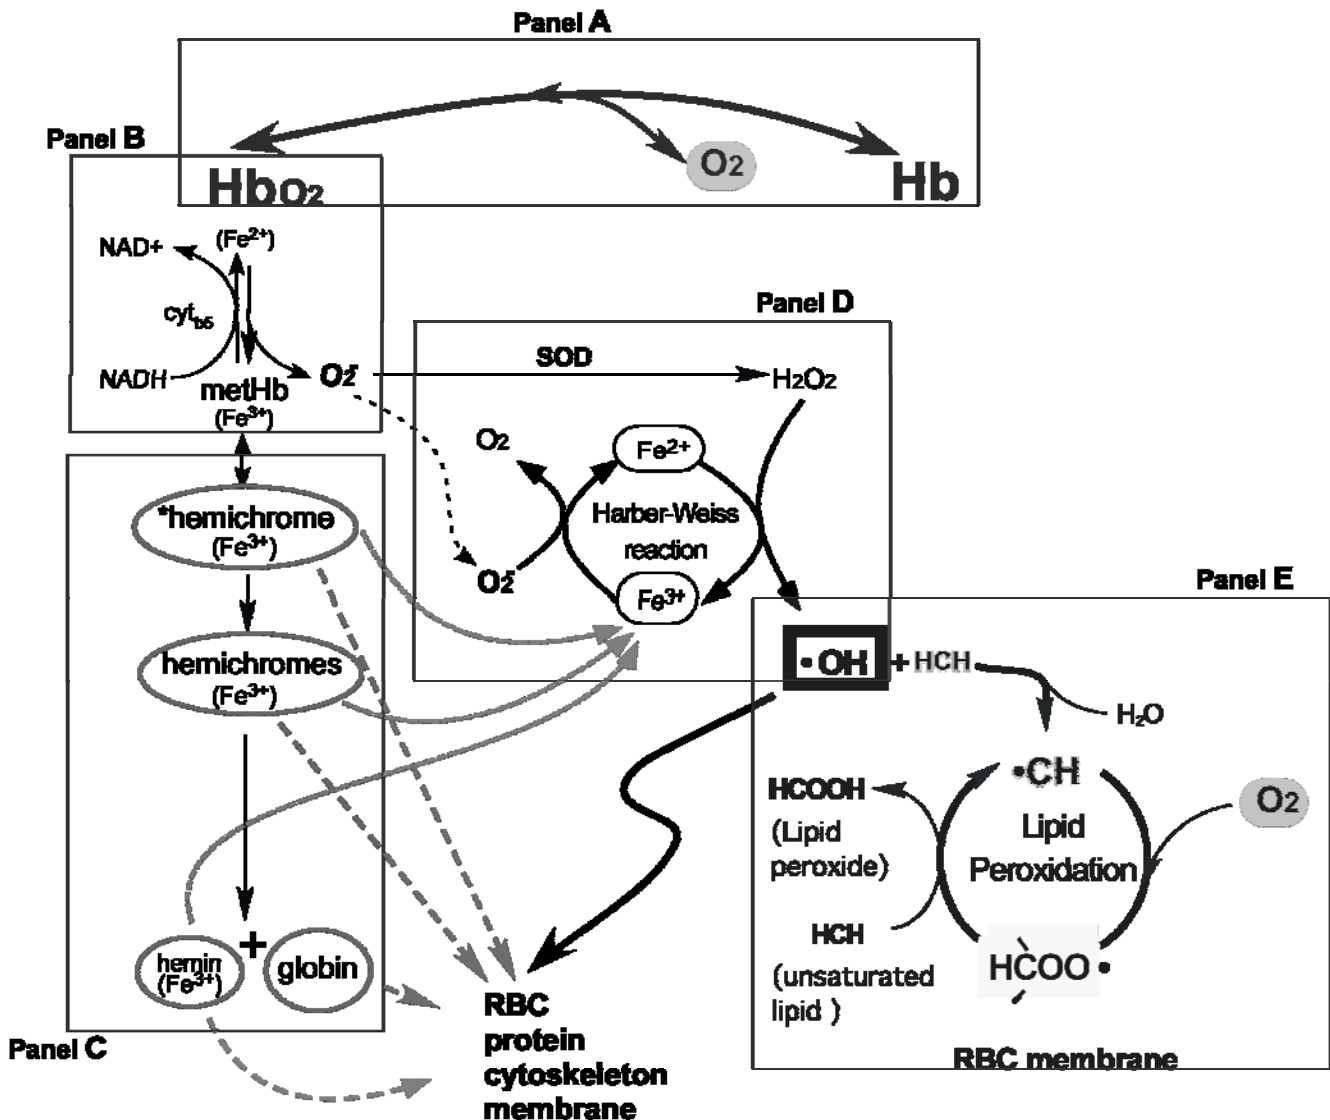 Panel A
O2
Hb
Panel B
HbO2
NAD+
(Fe2+)
cytb5
NADH
metHb
(Fe3+)
O2-
Panel D
SOD
H2O2
O2
Fe2+
Harber-Weiss
reaction
O2-
Fe3+
*hemichrome
(Fe3+)
hemichromes
(Fe3+)
+
hemin
(Fe3+)
globin
Panel C
RBC
protein
cytoskeleton
membrane
Panel E
•OH + HCH
H2O
•CH
HCOOH
(Lipid
peroxide)
Lipid
Peroxidation
O2
HCH
(unsaturated
lipid )
HCOO•
RBC membrane